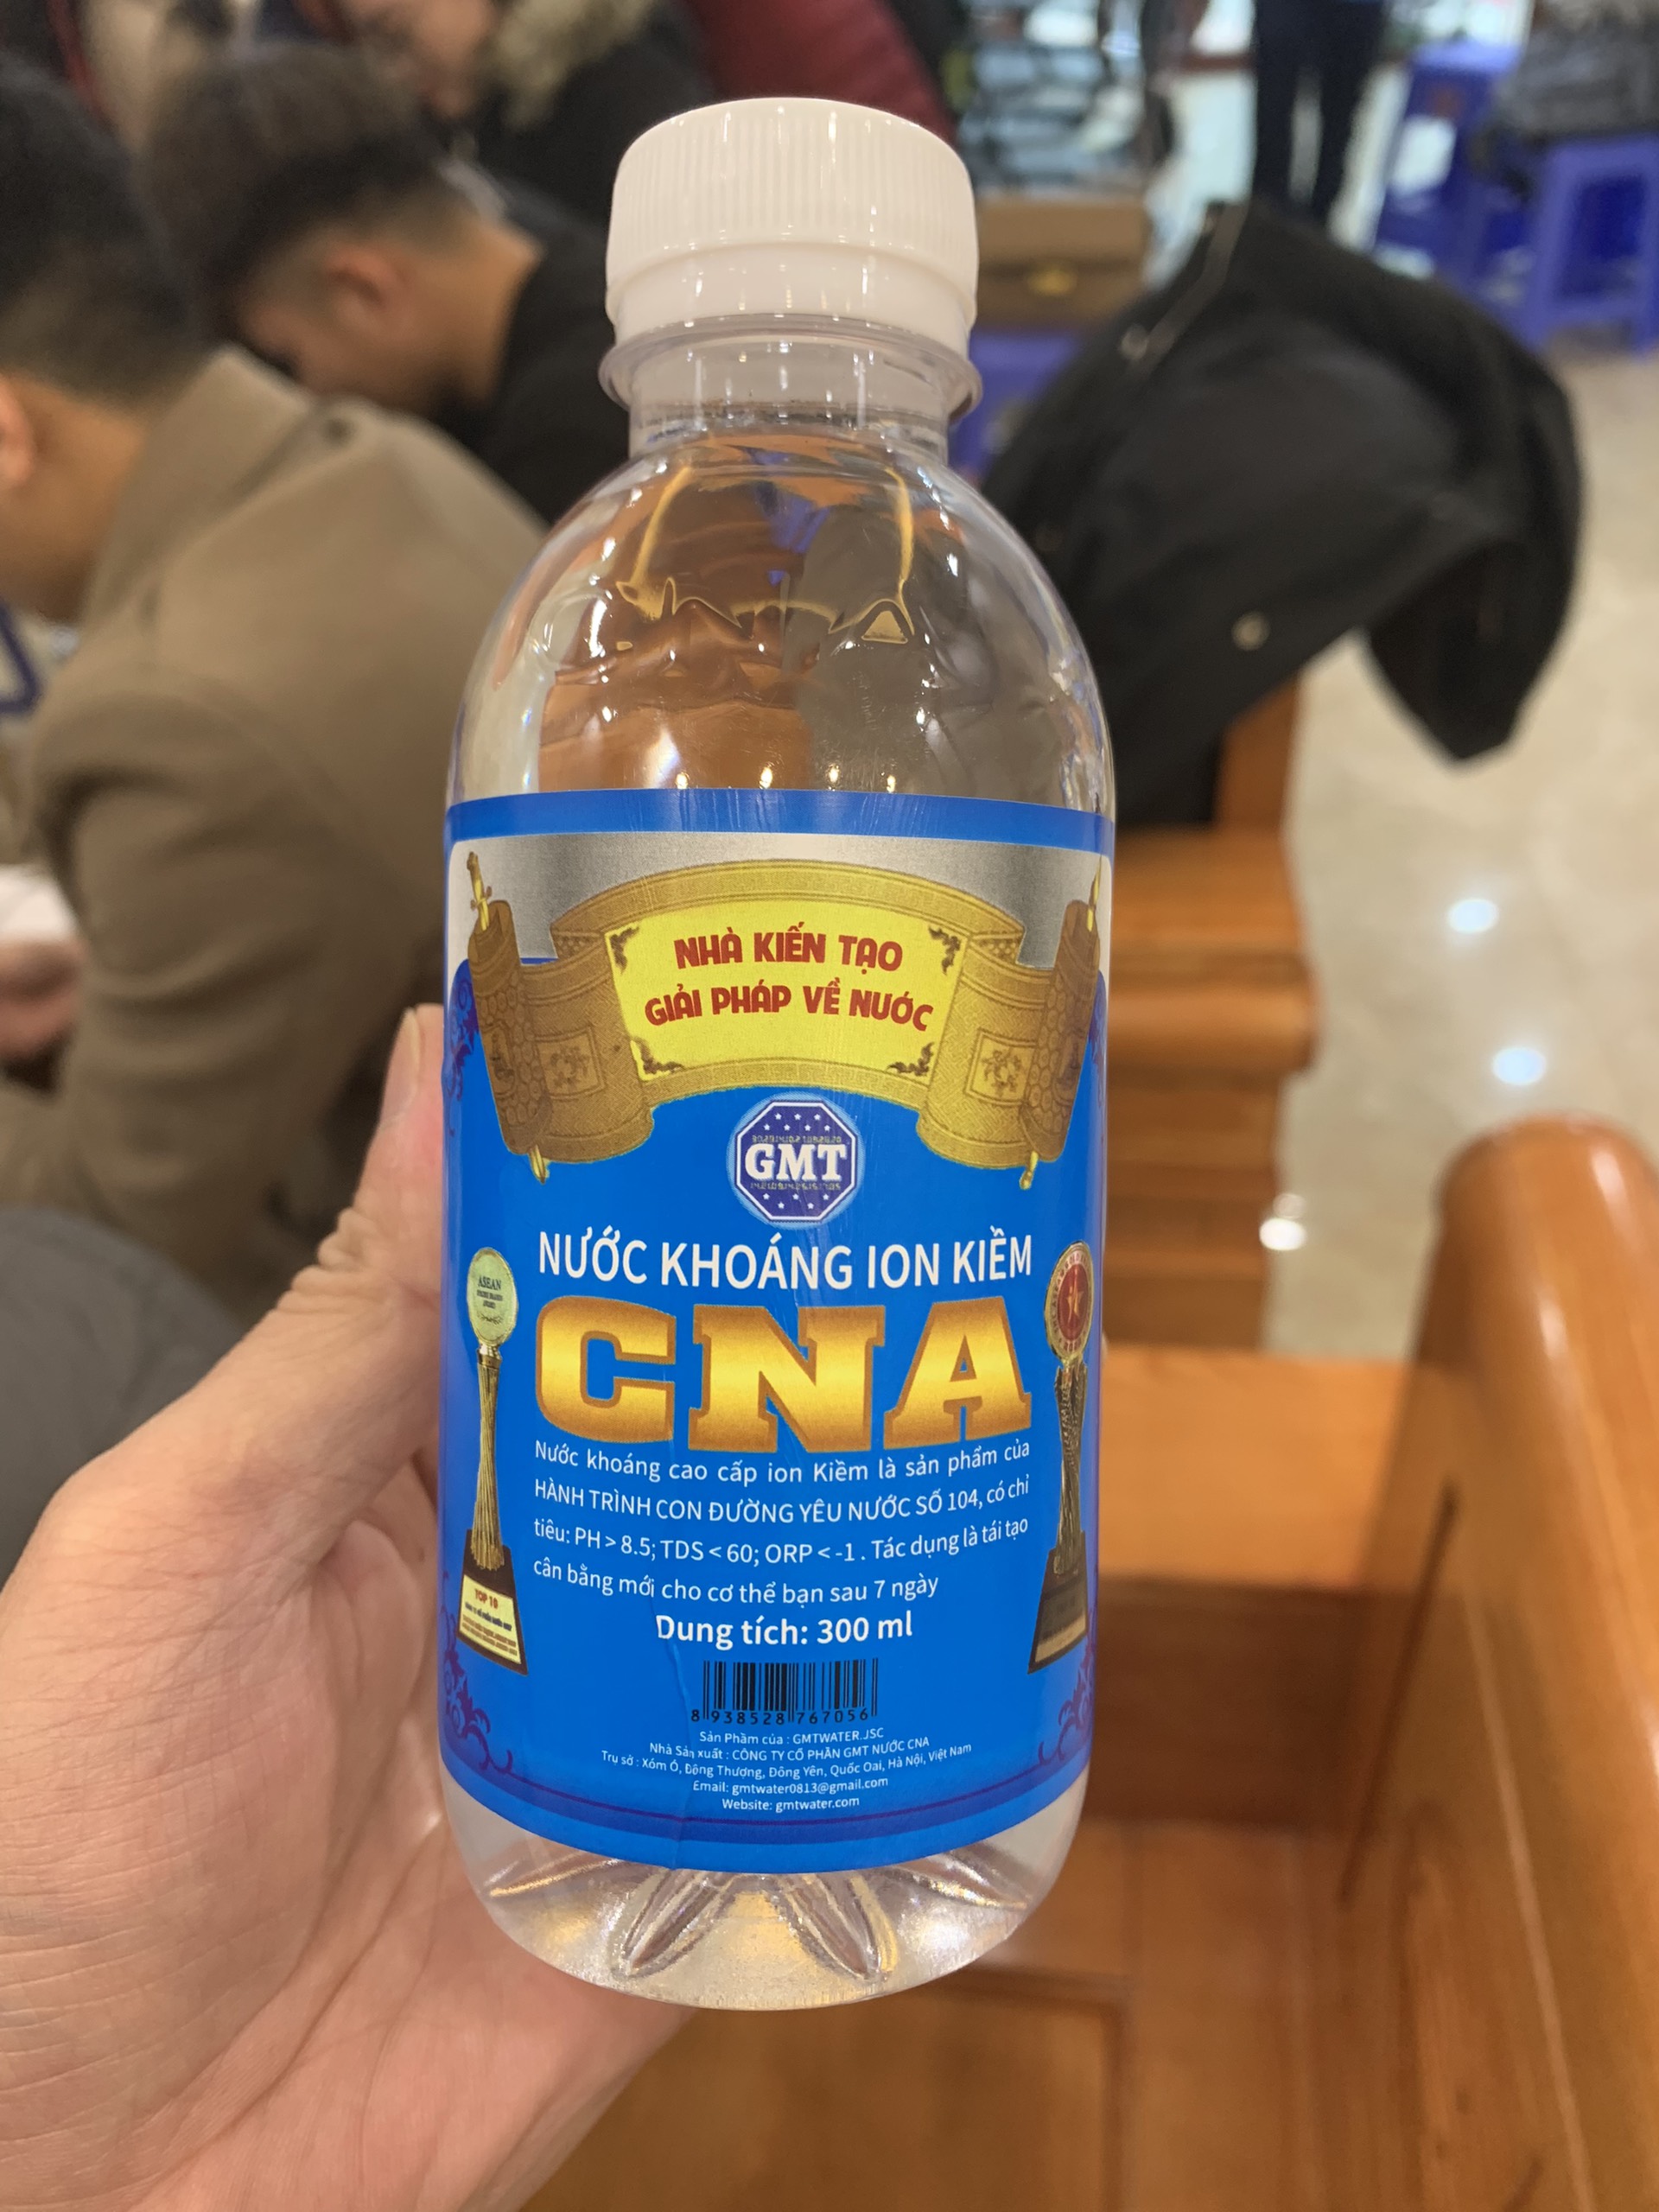 NHÀ KIẾN TẠO
GIẢI PHÁP VỀ NƯỚC
GMT
NƯỚC KHOÁNG ION KIỀM
CNA
ASEAN
Nước khoáng cao cấp ion Kiềm là sản phẩm của
HÀNH TRÌNH CON ĐƯỜNG YÊU NƯỚC SỐ 104, có chỉ
tiêu: PH > 8.5; TDS < 60; ORP < -1 . Tác dụng là tái tạo
cân bằng mới cho cơ thể bạn sau 7 ngày
TOP 10
Dung tích: 300 ml
8 938528 767056
Sản Phẩm của : GMTWATER.JSC
Nhà Sản xuất : CÔNG TY CỔ PHẦN GMT NƯỚC CNA
Trụ sở : Xóm Ó, Động Thượng, Đông Yên, Quốc Oai, Hà Nội, Việt Nam
Email: gmtwater0813@gmail.com
Website: gmtwater.com